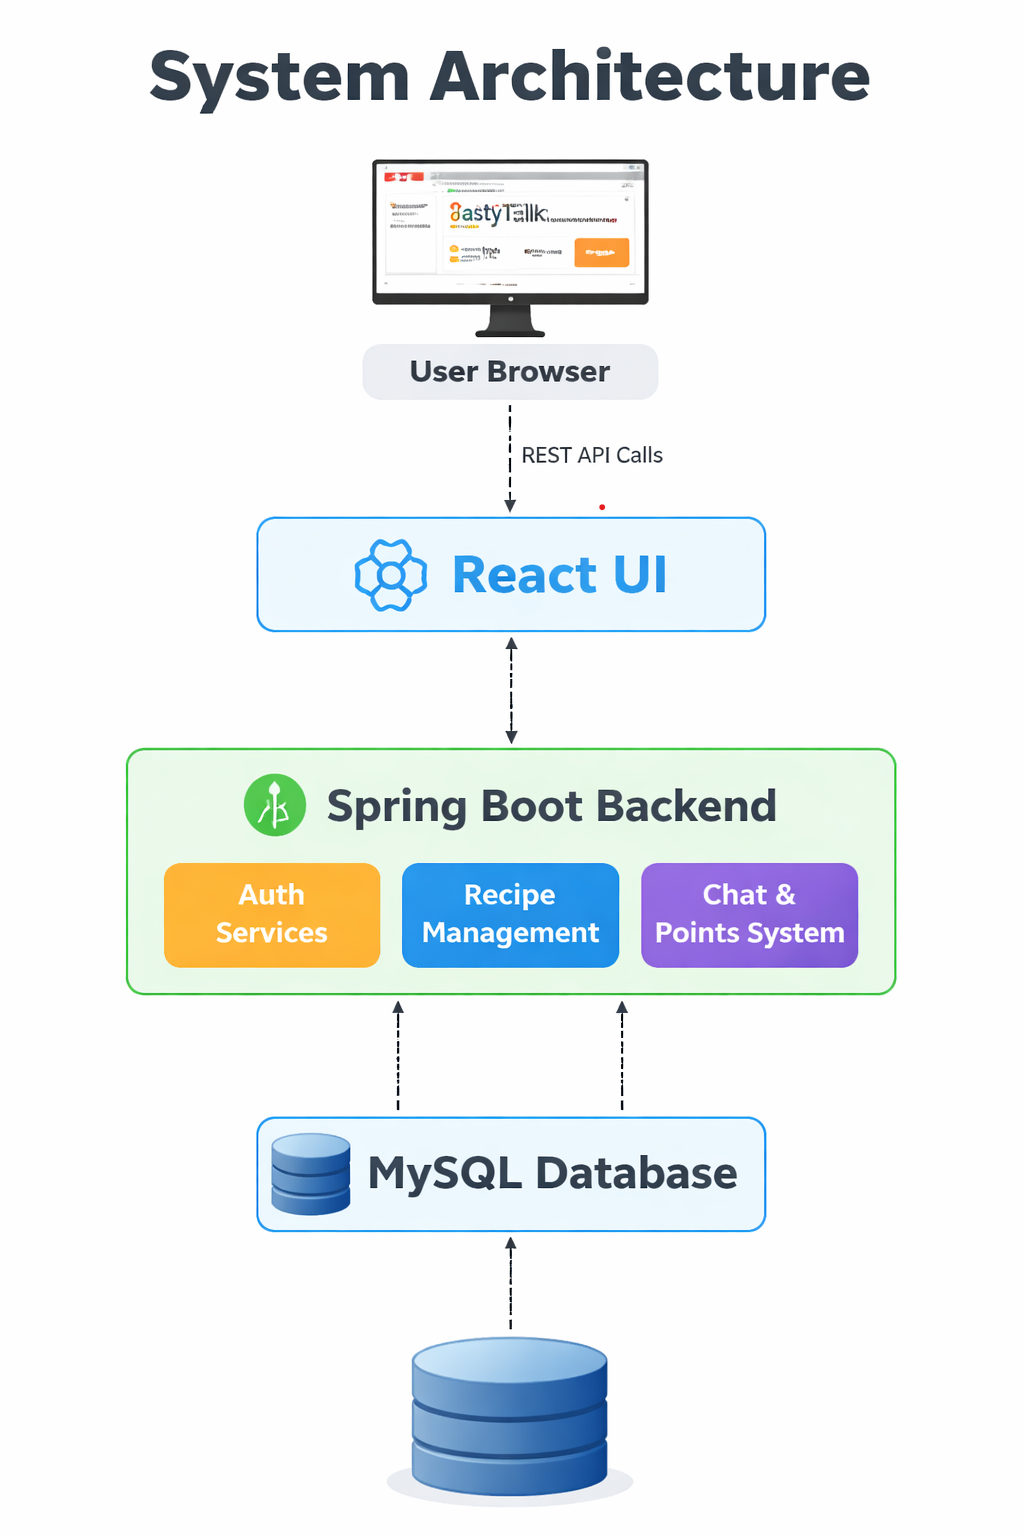 System Architecture
User Browser
REST API Calls
React UI
Spring Boot Backend
Auth
Services
Recipe
Management
Chat &
Points System
MySQL Database